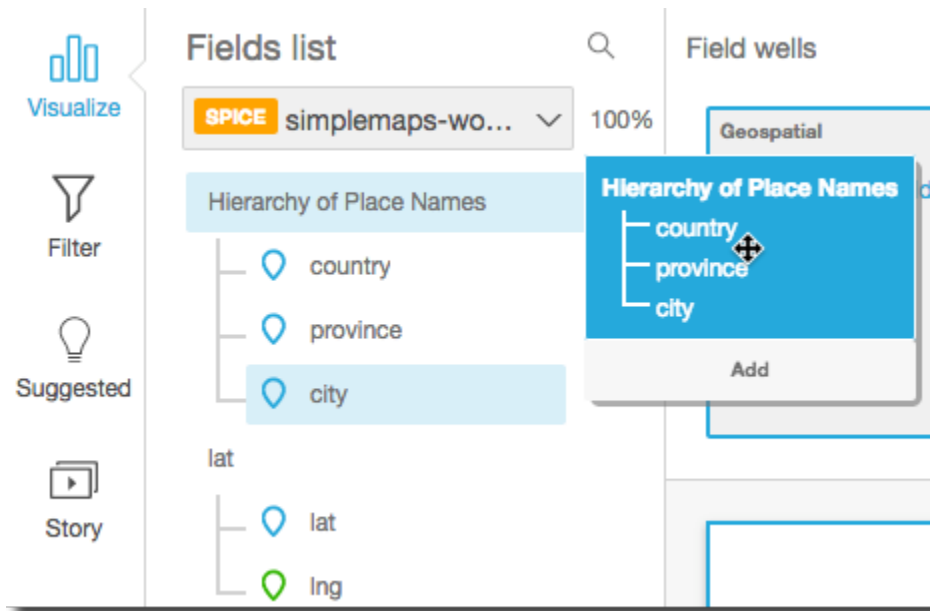 Visualize
Filter
Suggested
Story
Fields list
SPICE simplemaps-wo... 100%
Hierarchy of Place Names
country
province
city
lat
lat
lng
Field wells
Geospatial
Hierarchy of Place Names
country
province
city
Add